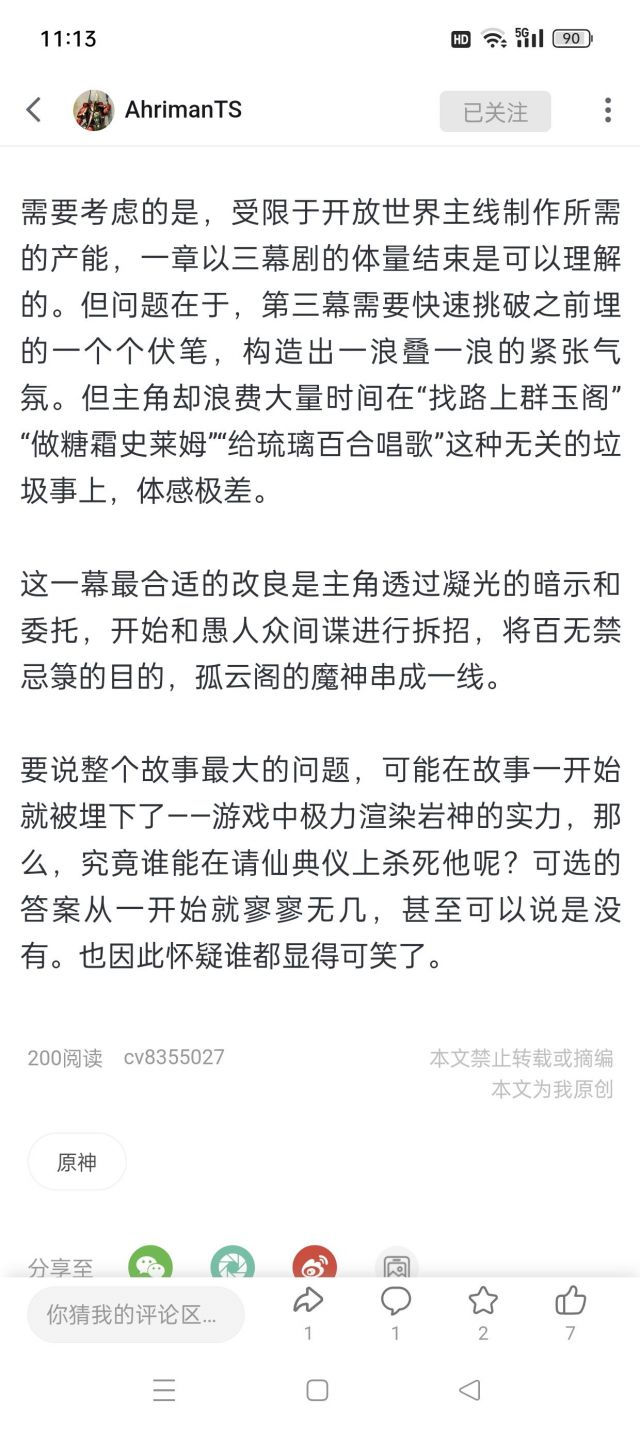 11:13
HD 5G 90
AhrimanTS
已关注
需要考虑的是，受限于开放世界主线制作所需
的产能，一章以三幕剧的体量结束是可以理解
的。但问题在于，第三幕需要快速挑破之前埋
的一个个伏笔，构造出一浪叠一浪的紧张气
氛。但主角却浪费大量时间在“找路上群玉阁”
“做糖霜史莱姆”“给琉璃百合唱歌”这种无关的垃
圾事上，体感极差。
这一幕最合适的改良是主角透过凝光的暗示和
委托，开始和愚人众间谍进行拆招，将百无禁
忌箓的目的，孤云阁的魔神串成一线。
要说整个故事最大的问题，可能在故事一开始
就被埋下了——游戏中极力渲染岩神的实力，那
么，究竟谁能在请仙典仪上杀死他呢？可选的
答案从一开始就寥寥无几，甚至可以说是没
有。也因此怀疑谁都显得可笑了。
200阅读 cv8355027 本文禁止转载或摘编
本文为我原创
原神
分享至
你猜我的评论区...
1 1 2 7